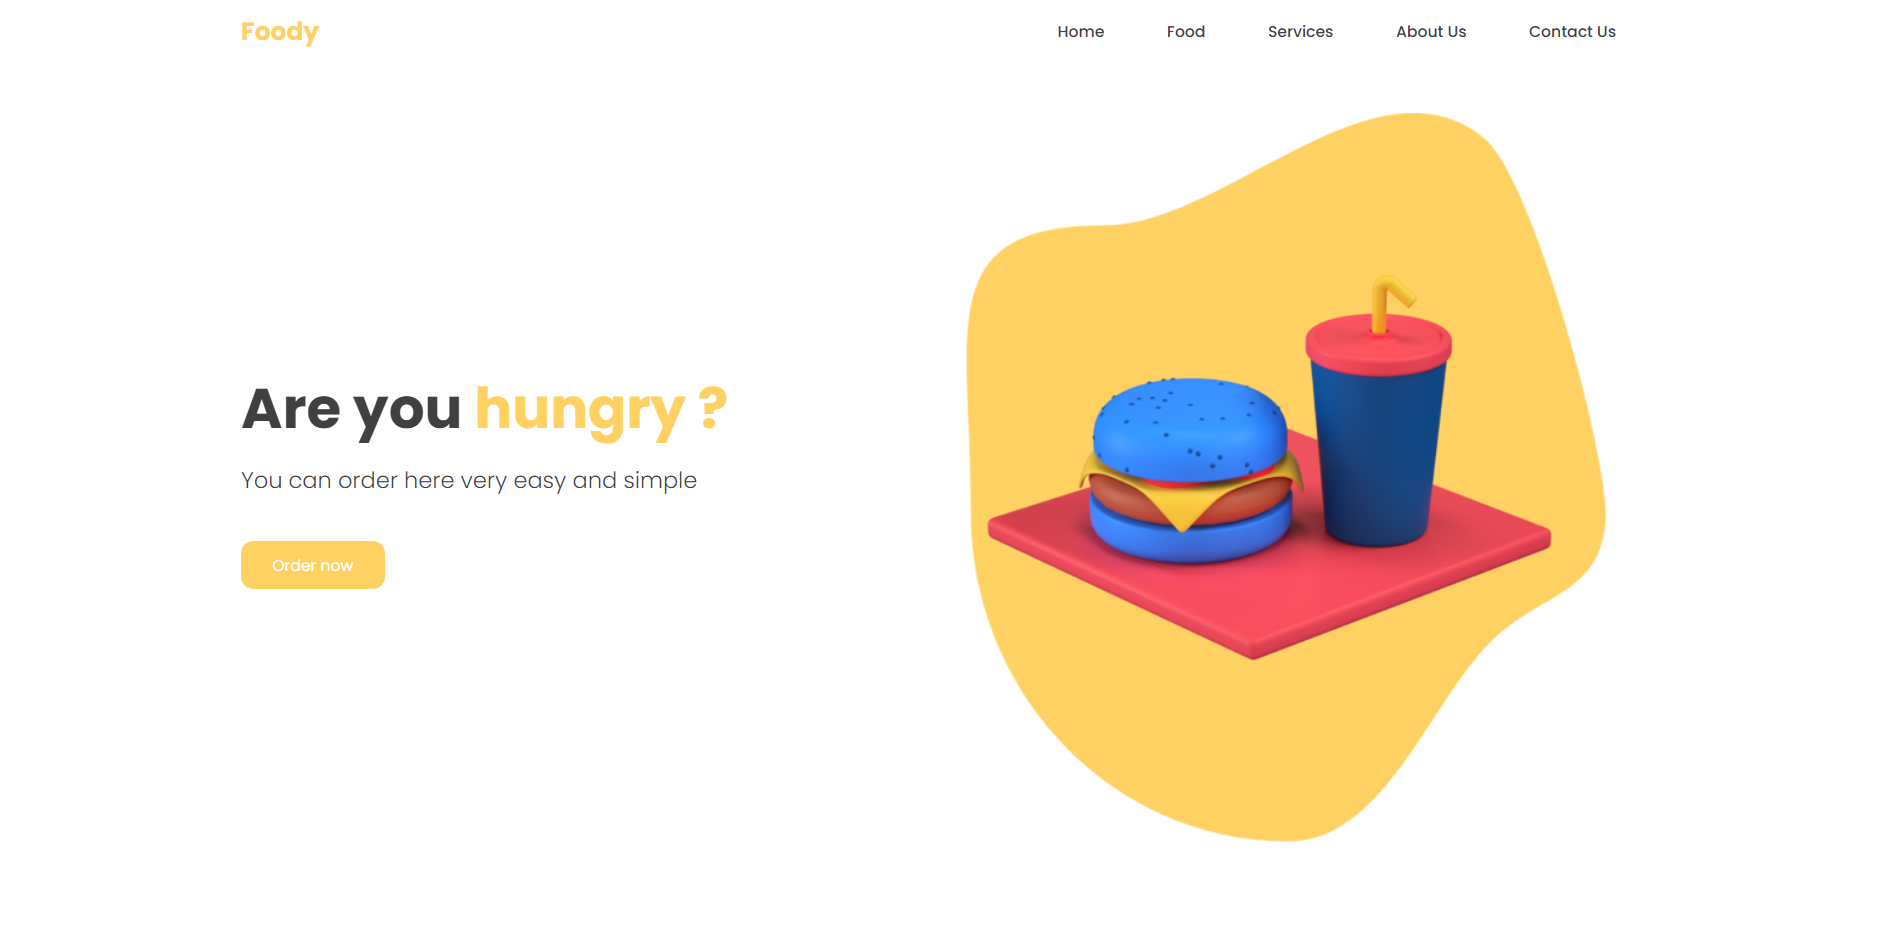 Foody
Home Food Services About Us Contact Us
Are you hungry ?
You can order here very easy and simple
Order now